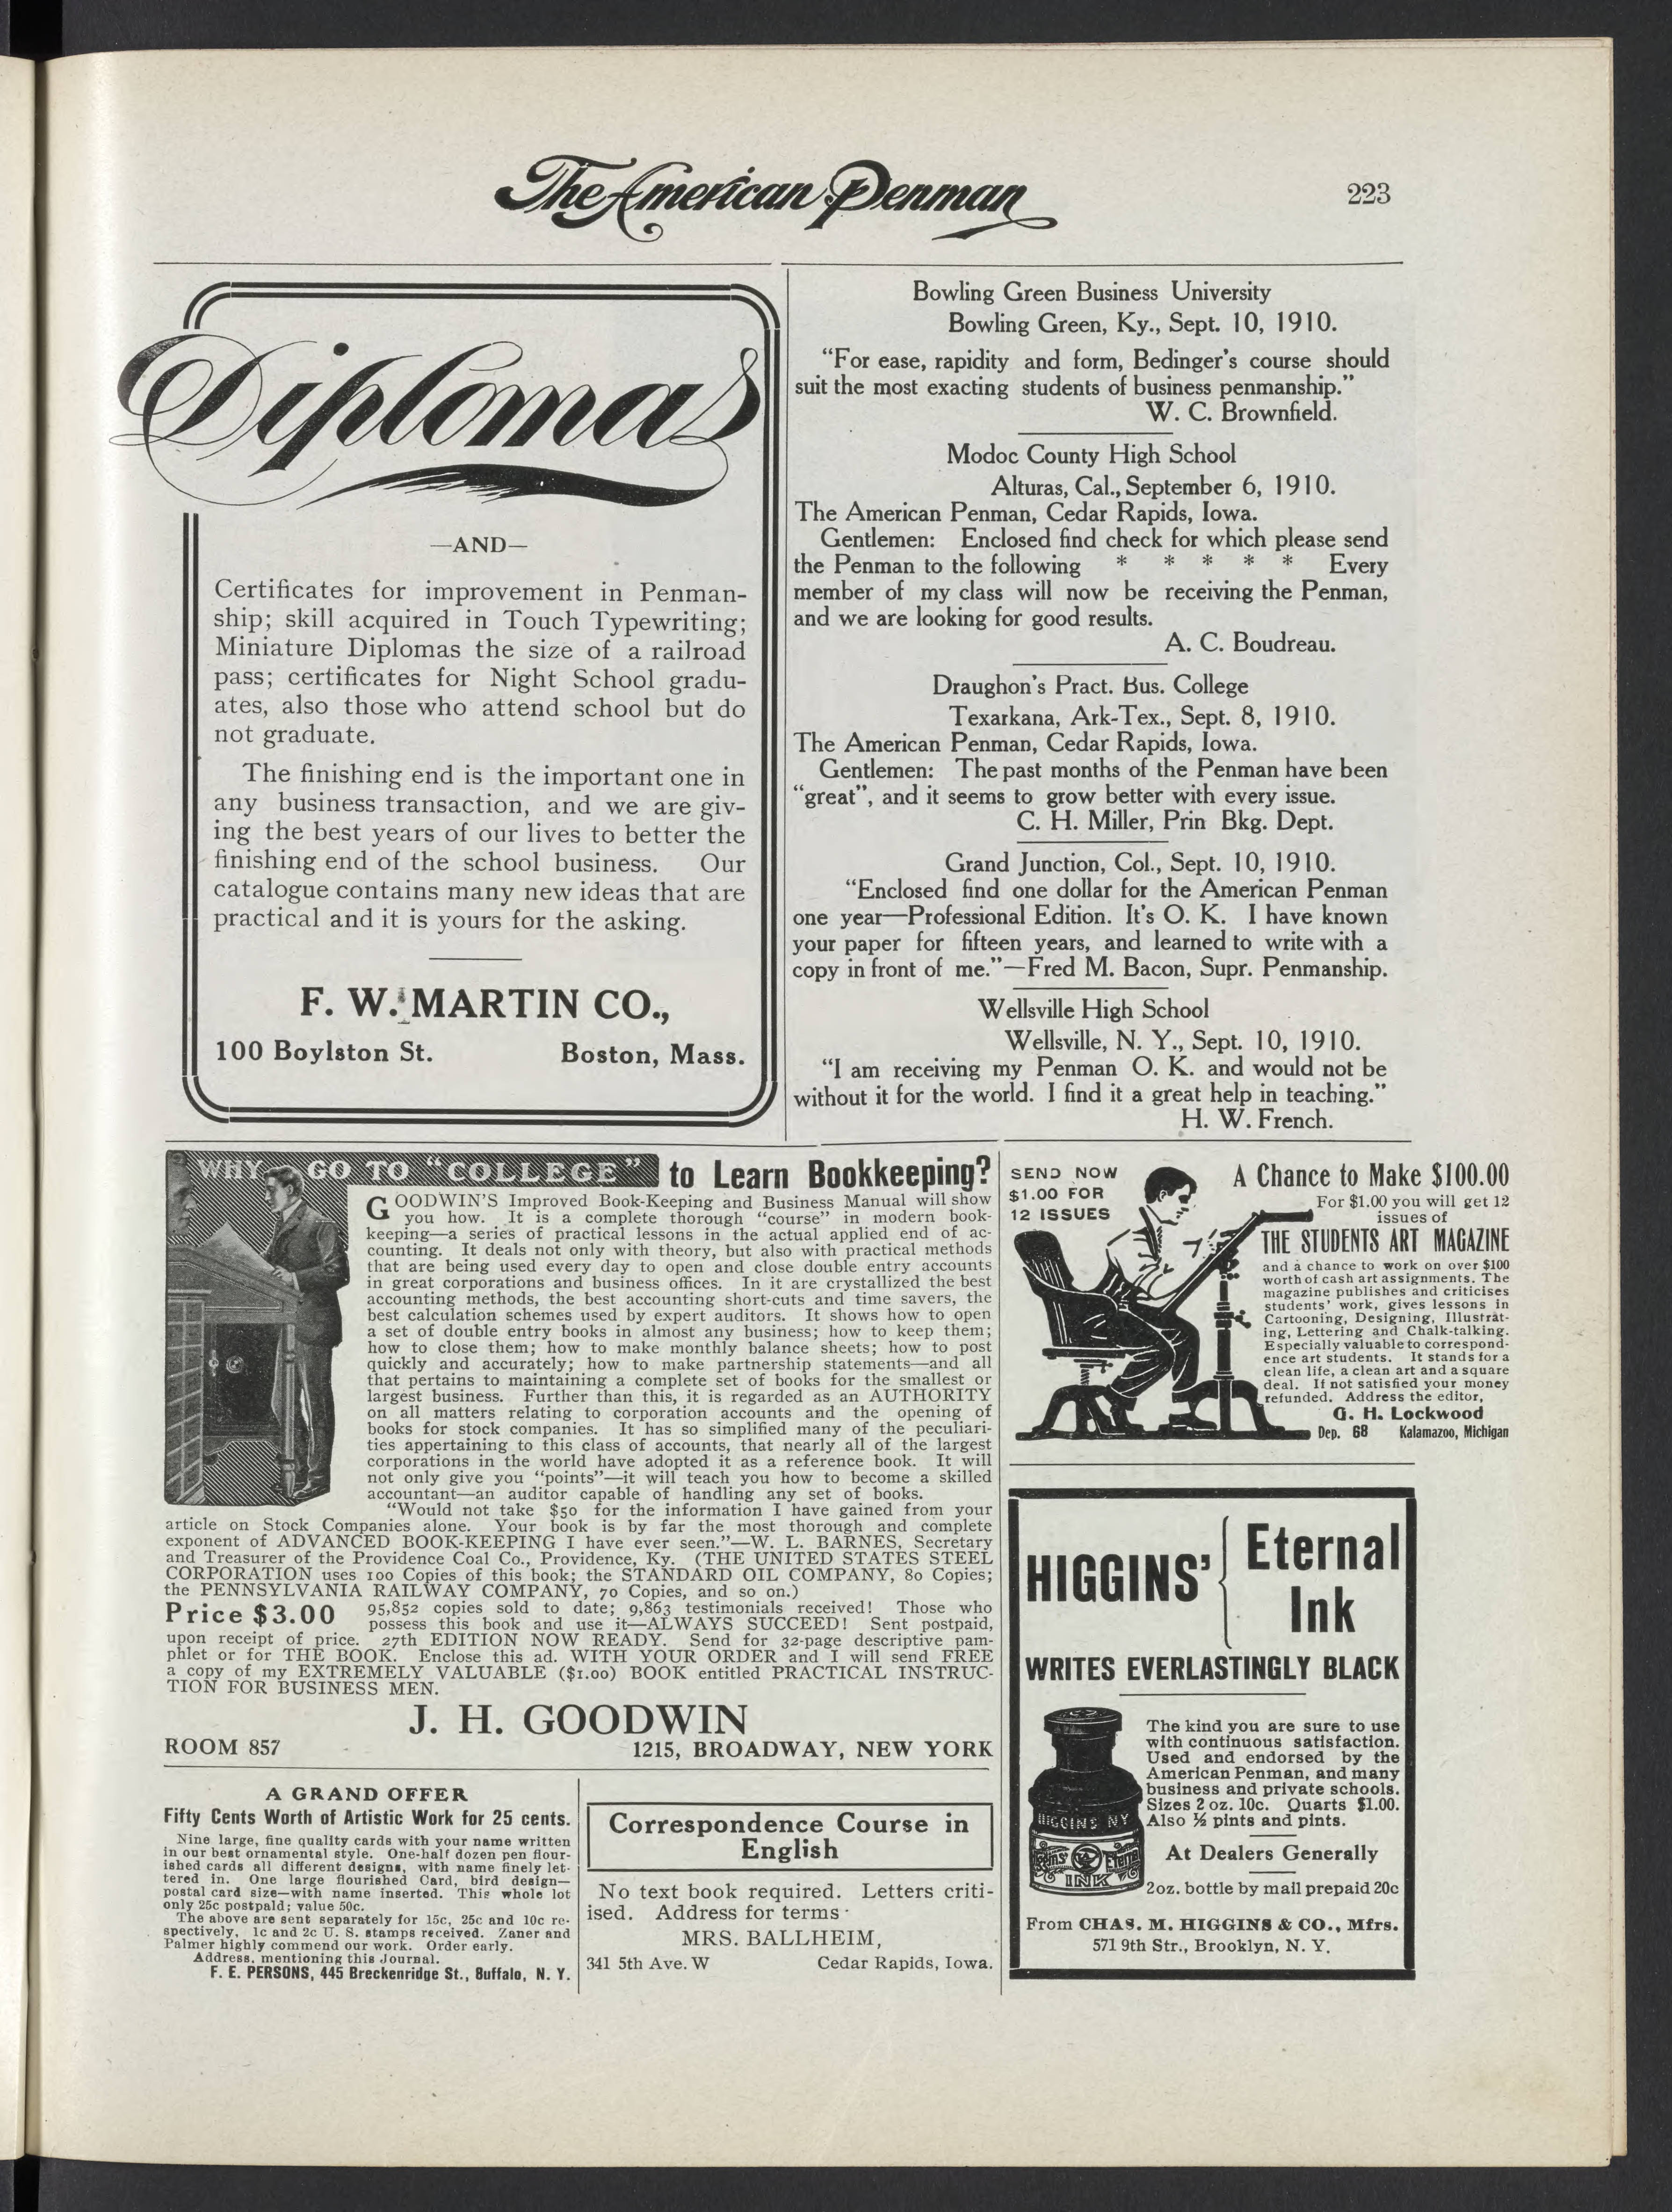 The American Penman
223
Diplomas
—AND—
Certificates for improvement in Penman-
ship; skill acquired in Touch Typewriting;
Miniature Diplomas the size of a railroad
pass; certificates for Night School gradu-
ates, also those who attend school but do
not graduate.
The finishing end is the important one in
any business transaction, and we are giv-
ing the best years of our lives to better the
finishing end of the school business. Our
catalogue contains many new ideas that are
practical and it is yours for the asking.
F. W. MARTIN CO.,
100 Boylston St. Boston, Mass.
Bowling Green Business University
Bowling Green, Ky., Sept. 10, 1910.
"For ease, rapidity and form, Bedinger's course should
suit the most exacting students of business penmanship."
W. C. Brownfield.
Modoc County High School
Alturas, Cal., September 6, 1910.
The American Penman, Cedar Rapids, Iowa.
Gentlemen: Enclosed find check for which please send
the Penman to the following * * * * * Every
member of my class will now be receiving the Penman,
and we are looking for good results.
A. C. Boudreau.
Draughon's Pract. Bus. College
Texarkana, Ark-Tex., Sept. 8, 1910.
The American Penman, Cedar Rapids, Iowa.
Gentlemen: The past months of the Penman have been
"great", and it seems to grow better with every issue.
C. H. Miller, Prin Bkg. Dept.
Grand Junction, Col., Sept. 10, 1910.
"Enclosed find one dollar for the American Penman
one year—Professional Edition. It's O. K. I have known
your paper for fifteen years, and learned to write with a
copy in front of me."—Fred M. Bacon, Supr. Penmanship.
Wellsville High School
Wellsville, N. Y., Sept. 10, 1910.
"I am receiving my Penman O. K. and would not be
without it for the world. I find it a great help in teaching."
H. W. French.
WHY GO TO "COLLEGE" to Learn Bookkeeping?
GOODWIN'S Improved Book-Keeping and Business Manual will show
you how. It is a complete thorough "course" in modern book-
keeping—a series of practical lessons in the actual applied end of ac-
counting. It deals not only with theory, but also with practical methods
that are being used every day to open and close double entry accounts
in great corporations and business offices. In it are crystallized the best
accounting methods, the best accounting short-cuts and time savers, the
best calculation schemes used by expert auditors. It shows how to open
a set of double entry books in almost any business; how to keep them;
how to close them; how to make monthly balance sheets; how to post
quickly and accurately; how to make partnership statements—and all
that pertains to maintaining a complete set of books for the smallest or
largest business. Further than this, it is regarded as an AUTHORITY
on all matters relating to corporation accounts and the opening of
books for stock companies. It has so simplified many of the peculiari-
ties appertaining to this class of accounts, that nearly all of the largest
corporations in the world have adopted it as a reference book. It will
not only give you "points"—it will teach you how to become a skilled
accountant—an auditor capable of handling any set of books.
"Would not take $50 for the information I have gained from your
article on Stock Companies alone. Your book is by far the most thorough and complete
exponent of ADVANCED BOOK-KEEPING I have ever seen."—W. L. BARNES, Secretary
and Treasurer of the Providence Coal Co., Providence, Ky. (THE UNITED STATES STEEL
CORPORATION uses 100 Copies of this book; the STANDARD OIL COMPANY, 80 Copies;
the PENNSYLVANIA RAILWAY COMPANY, 70 Copies, and so on.)
Price $3.00 95,852 copies sold to date; 9,863 testimonials received! Those who
possess this book and use it—ALWAYS SUCCEED! Sent postpaid,
upon receipt of price. 27th EDITION NOW READY. Send for 32-page descriptive pam-
phlet or for THE BOOK. Enclose this ad. WITH YOUR ORDER and I will send FREE
a copy of my EXTREMELY VALUABLE ($1.00) BOOK entitled PRACTICAL INSTRUC-
TION FOR BUSINESS MEN.
J. H. GOODWIN
ROOM 857 1215, BROADWAY, NEW YORK
SEND NOW
$1.00 FOR
12 ISSUES
A Chance to Make $100.00
For $1.00 you will get 12
issues of
THE STUDENTS ART MAGAZINE
and a chance to work on over $100
worth of cash art assignments. The
magazine publishes and criticises
students' work, gives lessons in
Cartooning, Designing, Illustrat-
ing, Lettering and Chalk-talking.
Especially valuable to correspond-
ence art students. It stands for a
clean life, a clean art and a square
deal. If not satisfied your money
refunded. Address the editor,
G. H. Lockwood
Dep. 68 Kalamazoo, Michigan
HIGGINS' Eternal
Ink
WRITES EVERLASTINGLY BLACK
The kind you are sure to use
with continuous satisfaction.
Used and endorsed by the
American Penman, and many
business and private schools.
Sizes 2 oz. 10c. Quarts $1.00.
Also ½ pints and pints.
At Dealers Generally
2oz. bottle by mail prepaid 20c
HIGGINS NY
Eternal
INK
From CHAS. M. HIGGINS & CO., Mfrs.
571 9th Str., Brooklyn, N. Y.
A GRAND OFFER
Fifty Cents Worth of Artistic Work for 25 cents.
Nine large, fine quality cards with your name written
in our best ornamental style. One-half dozen pen flour-
ished cards all different designs, with name finely let-
tered in. One large flourished Card, bird design—
postal card size—with name inserted. This whole lot
only 25c postpaid; value 50c.
The above are sent separately for 15c, 25c and 10c re-
spectively, 1c and 2c U. S. stamps received. Zaner and
Palmer highly commend our work. Order early.
Address, mentioning this Journal.
F. E. PERSONS, 445 Breckenridge St., Buffalo, N. Y.
Correspondence Course in
English
No text book required. Letters criti-
ised. Address for terms
MRS. BALLHEIM,
341 5th Ave. W Cedar Rapids, Iowa.